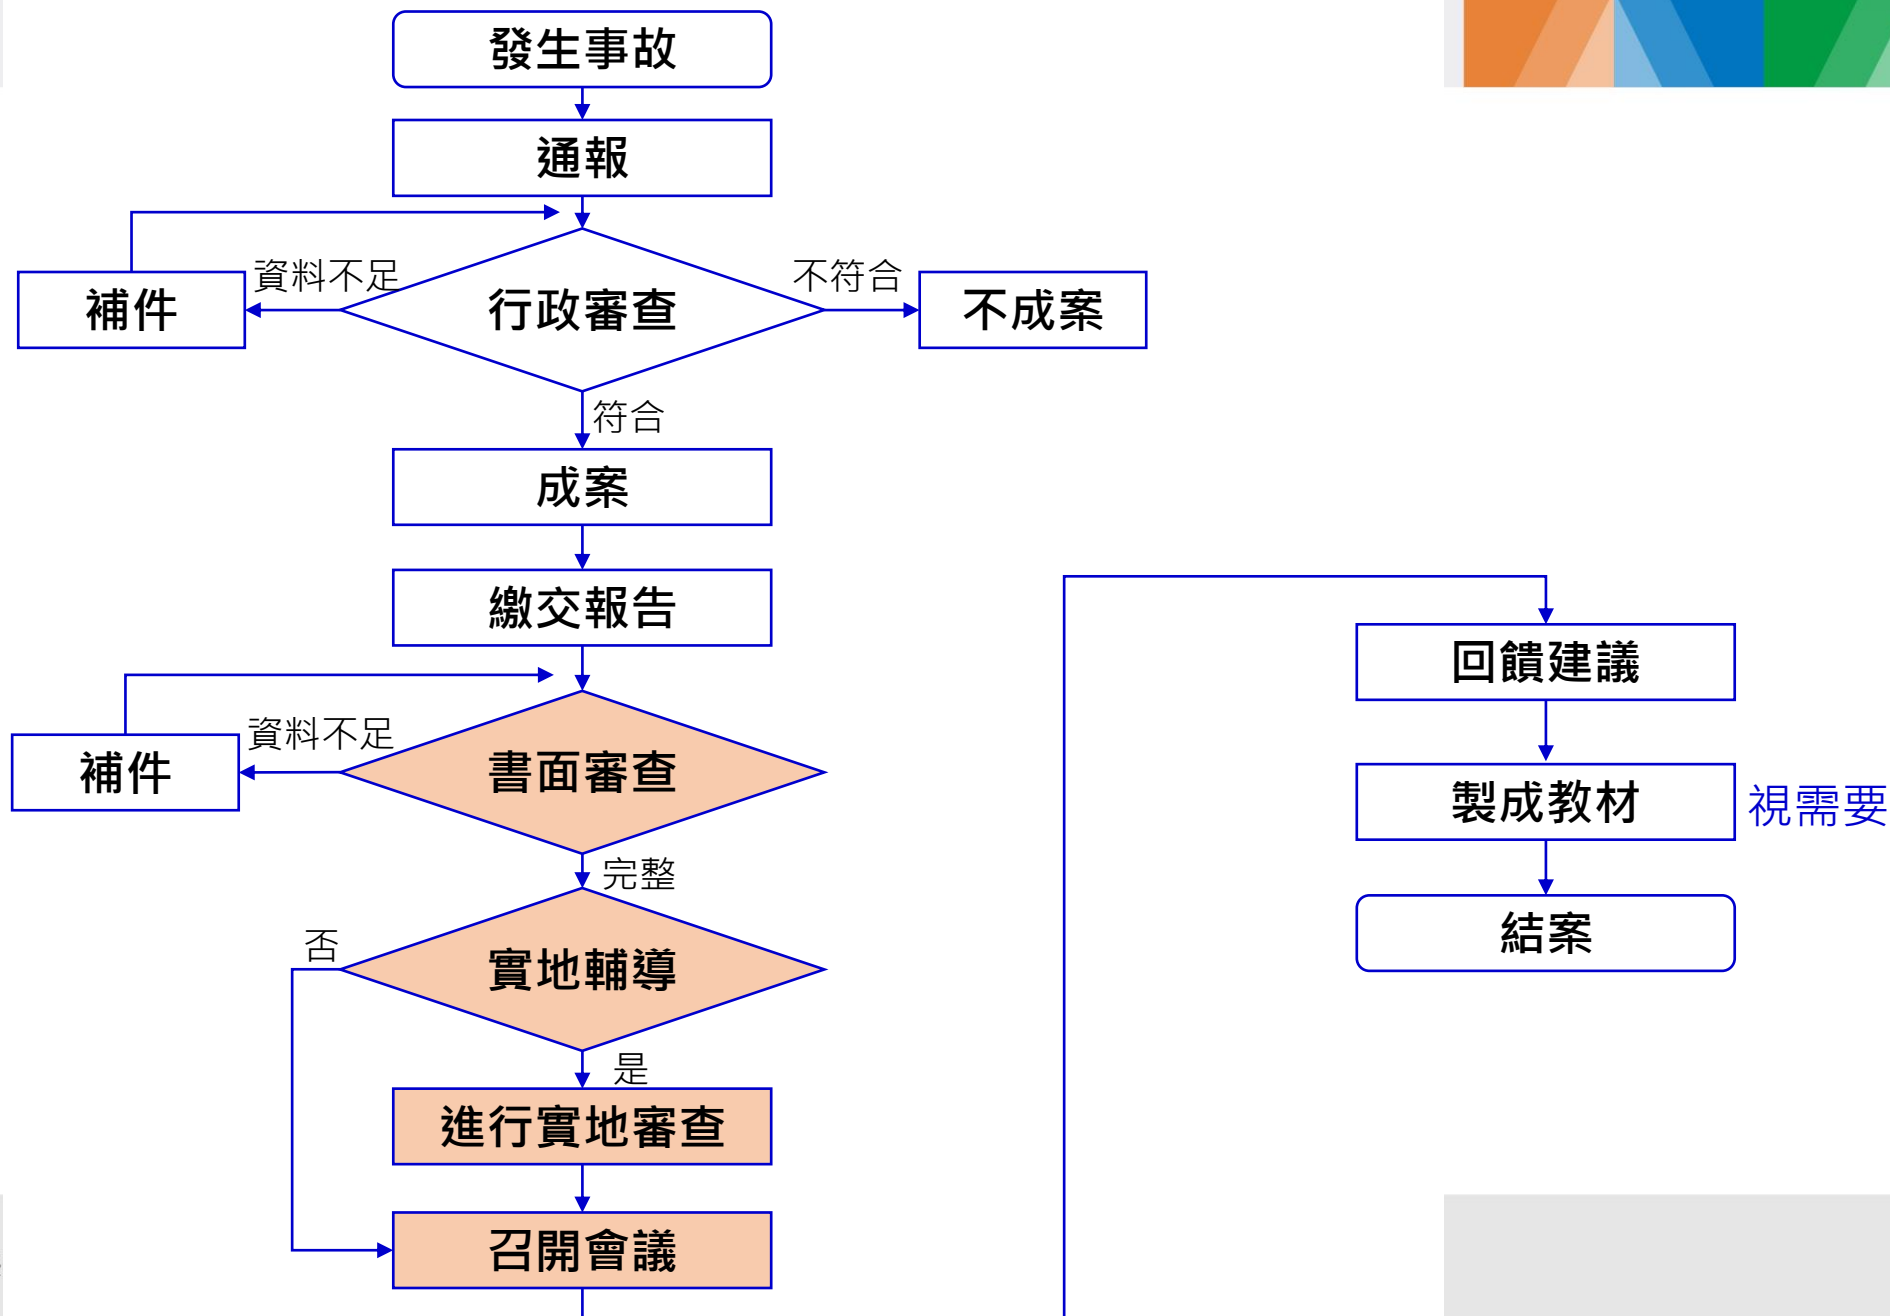 發生事故
通報
資料不足
不符合
補件
行政審查
不成案
符合
成案
繳交報告
資料不足
補件
書面審查
完整
否
實地輔導
是
進行實地審查
召開會議
回饋建議
製成教材
視需要
結案